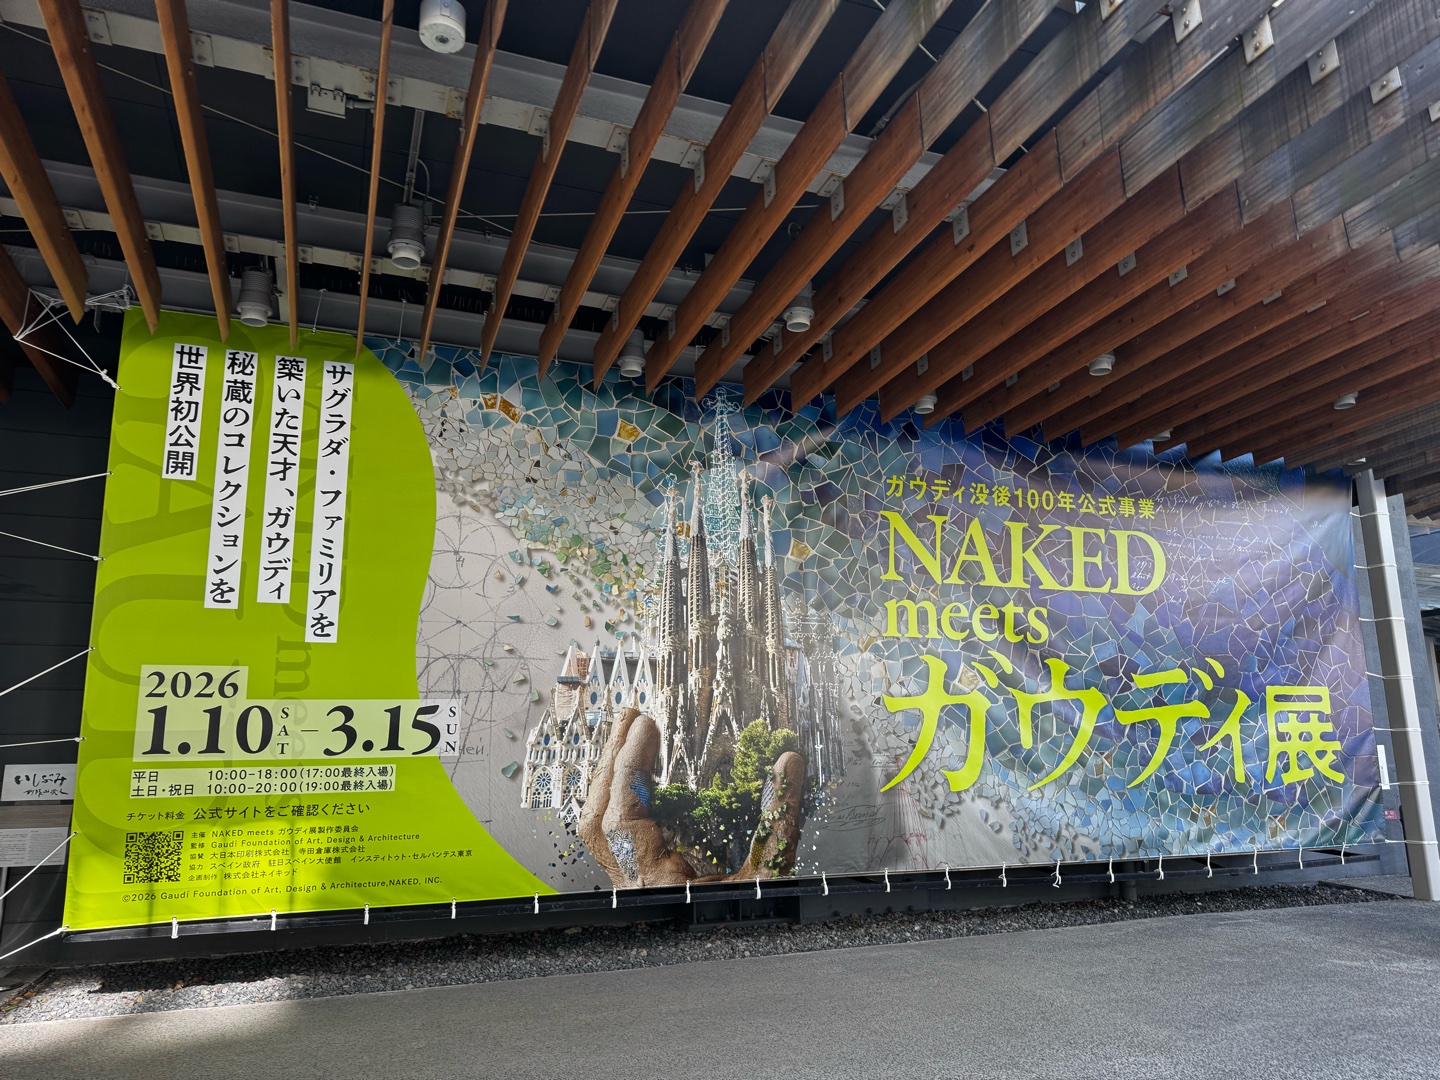 サグラダ・ファミリアを
築いた天才、ガウディ
秘蔵のコレクションを
世界初公開
2026
1.10 SAT – 3.15 SUN
平日 10:00-18:00(17:00最終入場)
土日・祝日 10:00-20:00(19:00最終入場)
チケット料金 公式サイトをご確認ください
主催 NAKED meets ガウディ展製作委員会
監修 Gaudi Foundation of Art, Design & Architecture
協賛 大日本印刷株式会社 寺田倉庫株式会社
協力 スペイン政府 駐日スペイン大使館 インスティトゥト・セルバンテス東京
企画制作 株式会社ネイキッド
©2026 Gaudi Foundation of Art, Design & Architecture,NAKED, INC.
ガウディ没後100年公式事業
NAKED
meets
ガウディ展